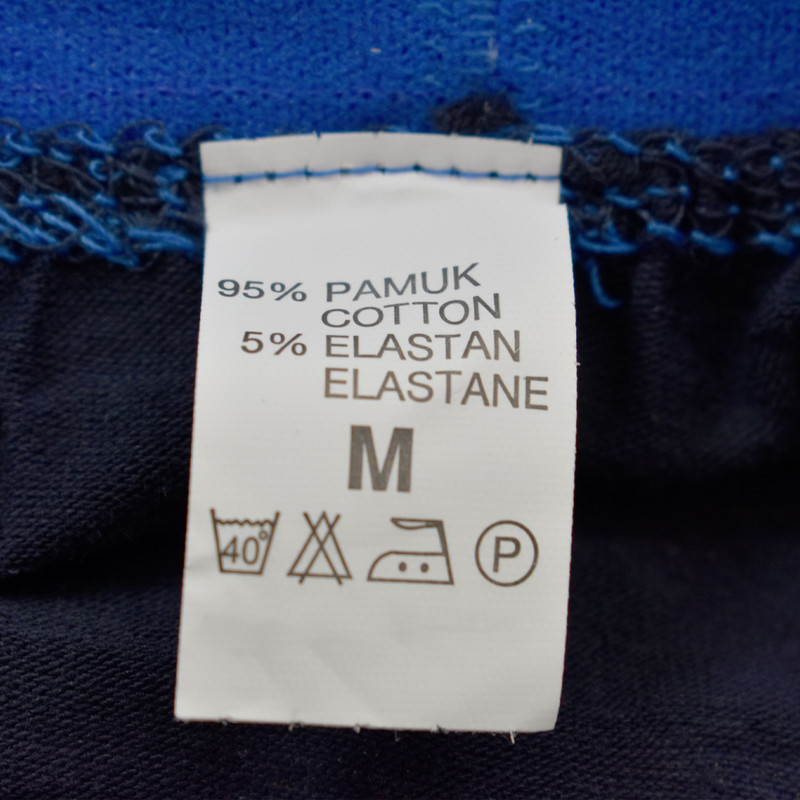 95% PAMUK
COTTON
5% ELASTAN
ELASTANE
M
40° P